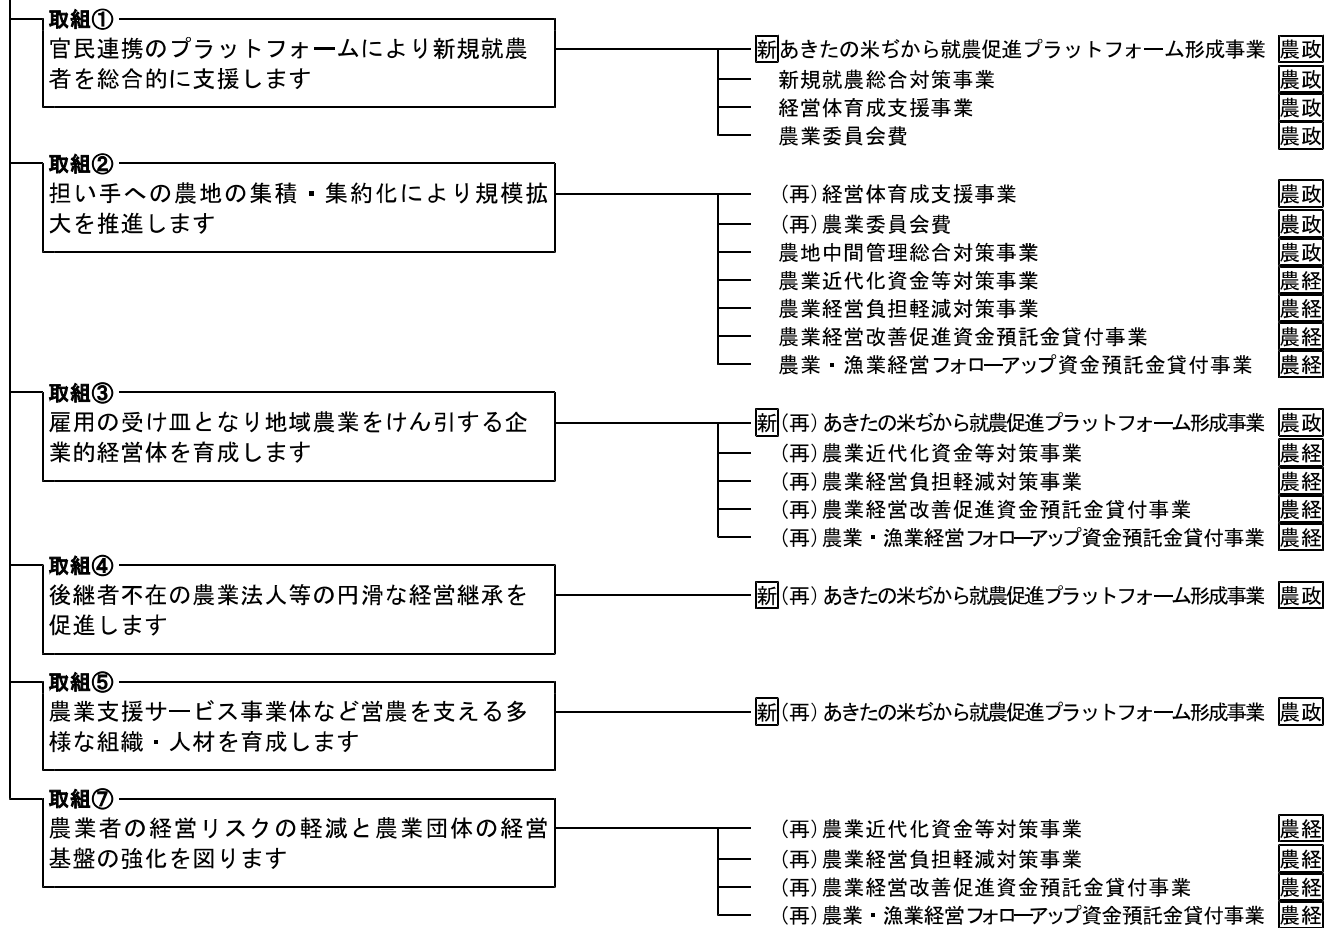 取組①
官民連携のプラットフォームにより新規就農
者を総合的に支援します
新あきたの米ぢから就農促進プラットフォーム形成事業 農政
新規就農総合対策事業 農政
経営体育成支援事業 農政
農業委員会費 農政
取組②
担い手への農地の集積・集約化により規模拡
大を推進します
(再)経営体育成支援事業 農政
(再)農業委員会費 農政
農地中間管理総合対策事業 農政
農業近代化資金等対策事業 農経
農業経営負担軽減対策事業 農経
農業経営改善促進資金預託金貸付事業 農経
農業・漁業経営フォローアップ資金預託金貸付事業 農経
取組③
雇用の受け皿となり地域農業をけん引する企
業的経営体を育成します
新(再)あきたの米ぢから就農促進プラットフォーム形成事業 農政
(再)農業近代化資金等対策事業 農経
(再)農業経営負担軽減対策事業 農経
(再)農業経営改善促進資金預託金貸付事業 農経
(再)農業・漁業経営フォローアップ資金預託金貸付事業 農経
取組④
後継者不在の農業法人等の円滑な経営継承を
促進します
新(再)あきたの米ぢから就農促進プラットフォーム形成事業 農政
取組⑤
農業支援サービス事業体など営農を支える多
様な組織・人材を育成します
新(再)あきたの米ぢから就農促進プラットフォーム形成事業 農政
取組⑦
農業者の経営リスクの軽減と農業団体の経営
基盤の強化を図ります
(再)農業近代化資金等対策事業 農経
(再)農業経営負担軽減対策事業 農経
(再)農業経営改善促進資金預託金貸付事業 農経
(再)農業・漁業経営フォローアップ資金預託金貸付事業 農経